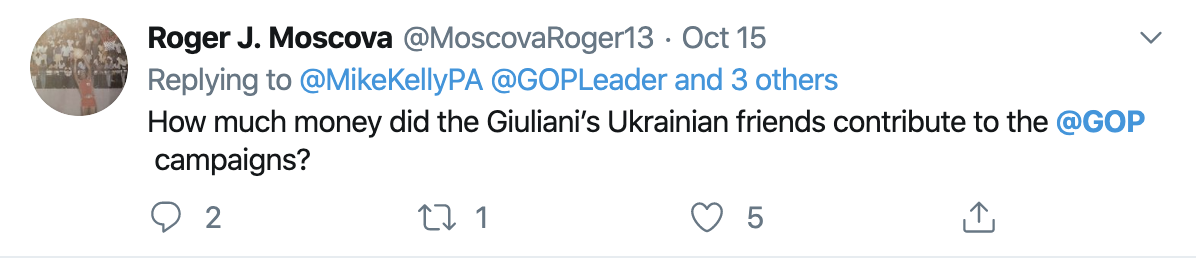 Roger J. Moscova @MoscovaRoger13 · Oct 15
Replying to @MikeKellyPA @GOPLeader and 3 others
How much money did the Giuliani’s Ukrainian friends contribute to the @GOP
campaigns?
2 1 5